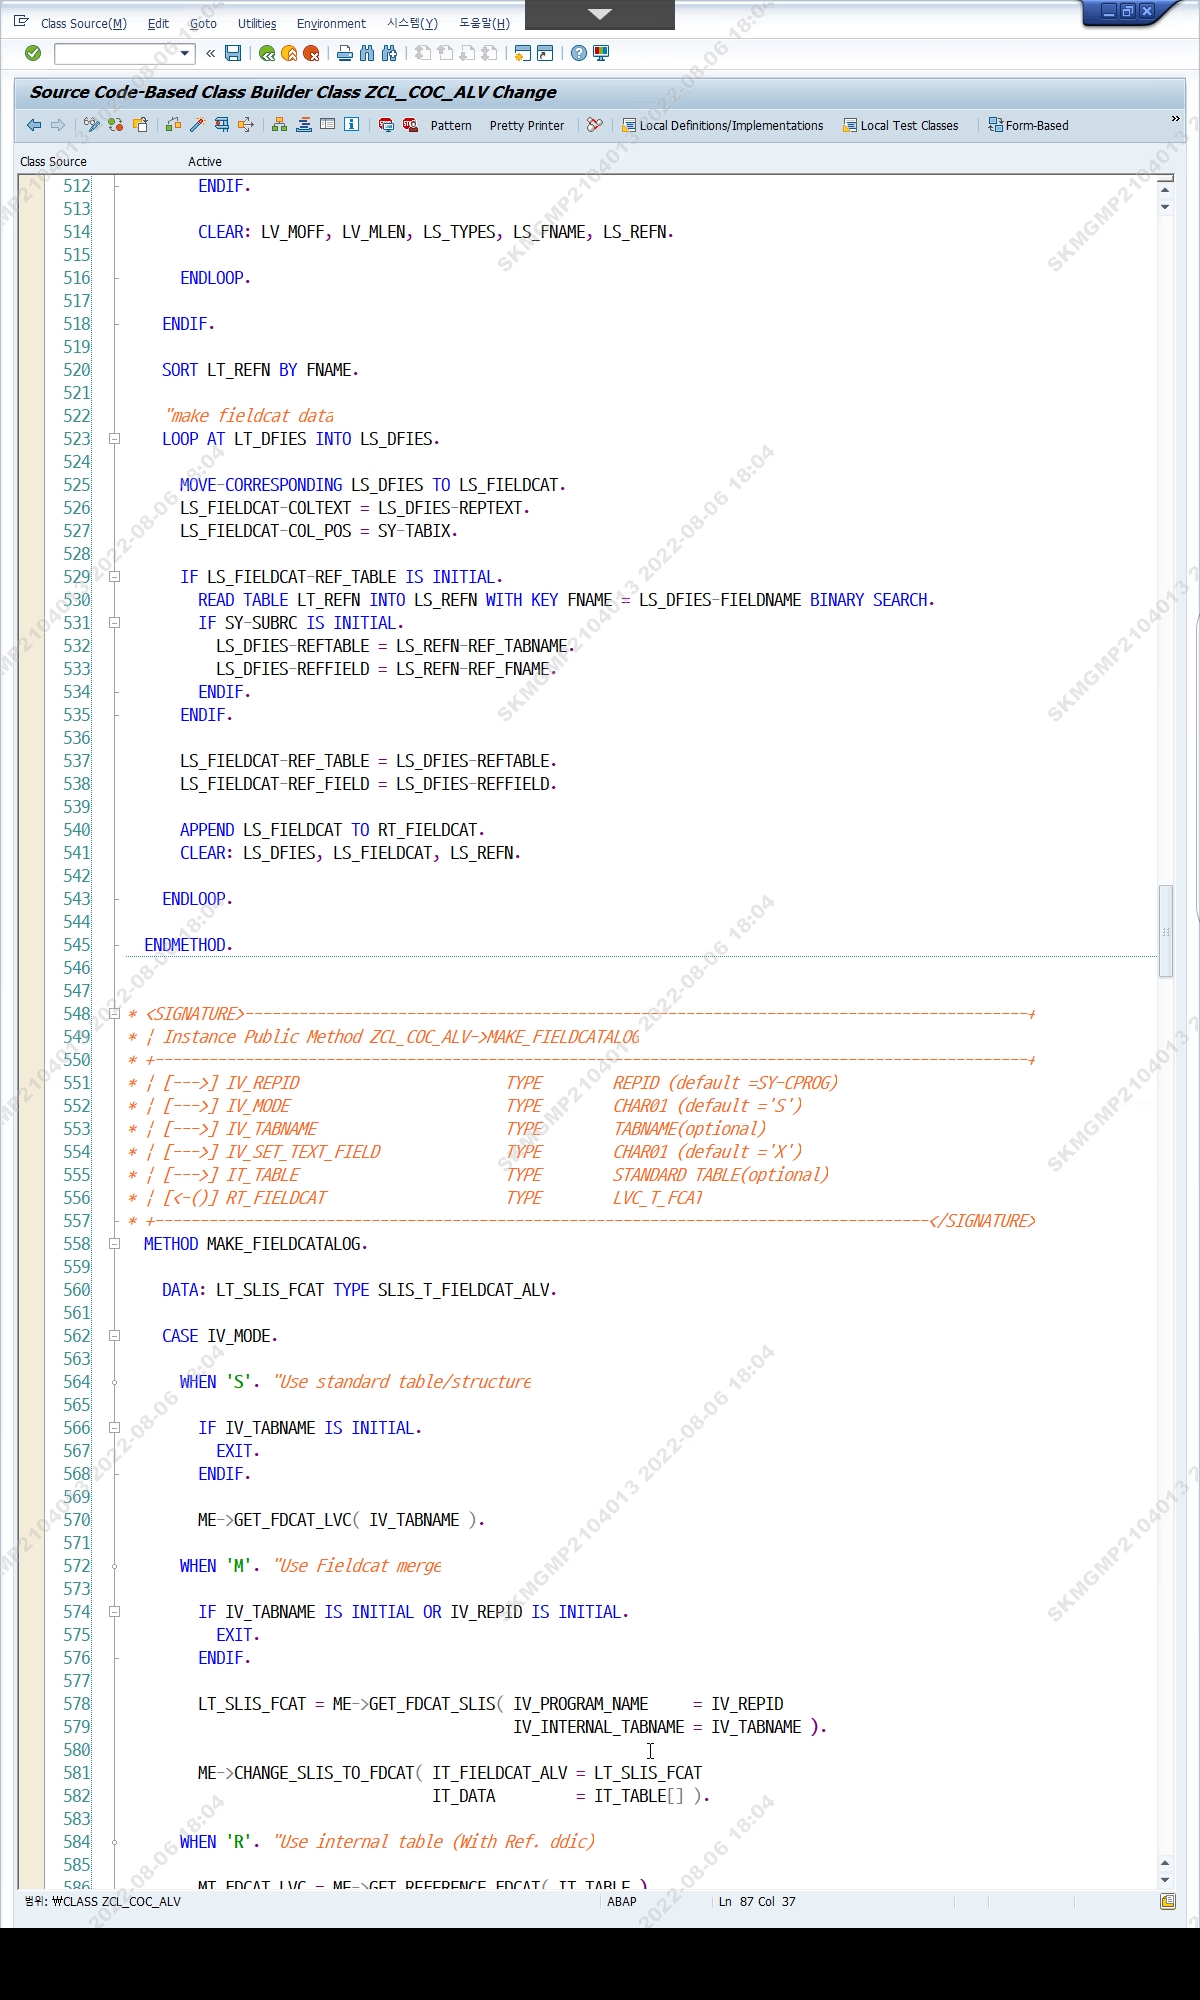 Class Source(M) Edit Goto Utilities Environment 시스템(Y) 도움말(H)
Source Code-Based Class Builder Class ZCL_COC_ALV Change
Pattern Pretty Printer Local Definitions/Implementations Local Test Classes Form-Based
Class Source Active
512 ENDIF.
513
514 CLEAR: LV_MOFF, LV_MLEN, LS_TYPES, LS_FNAME, LS_REFN.
515
516 ENDLOOP.
517
518 ENDIF.
519
520 SORT LT_REFN BY FNAME.
521
522 "make fieldcat data
523 LOOP AT LT_DFIES INTO LS_DFIES.
524
525 MOVE-CORRESPONDING LS_DFIES TO LS_FIELDCAT.
526 LS_FIELDCAT-COLTEXT = LS_DFIES-REPTEXT.
527 LS_FIELDCAT-COL_POS = SY-TABIX.
528
529 IF LS_FIELDCAT-REF_TABLE IS INITIAL.
530 READ TABLE LT_REFN INTO LS_REFN WITH KEY FNAME = LS_DFIES-FIELDNAME BINARY SEARCH.
531 IF SY-SUBRC IS INITIAL.
532 LS_DFIES-REFTABLE = LS_REFN-REF_TABNAME.
533 LS_DFIES-REFFIELD = LS_REFN-REF_FNAME.
534 ENDIF.
535 ENDIF.
536
537 LS_FIELDCAT-REF_TABLE = LS_DFIES-REFTABLE.
538 LS_FIELDCAT-REF_FIELD = LS_DFIES-REFFIELD.
539
540 APPEND LS_FIELDCAT TO RT_FIELDCAT.
541 CLEAR: LS_DFIES, LS_FIELDCAT, LS_REFN.
542
543 ENDLOOP.
544
545 ENDMETHOD.
546
547
548 * <SIGNATURE>---------------------------------------------------------------------------------------+
549 * ¦ Instance Public Method ZCL_COC_ALV->MAKE_FIELDCATALOG
550 * +-------------------------------------------------------------------------------------------------+
551 * ¦ [--->] IV_REPID TYPE REPID (default =SY-CPROG)
552 * ¦ [--->] IV_MODE TYPE CHAR01 (default ='S')
553 * ¦ [--->] IV_TABNAME TYPE TABNAME(optional)
554 * ¦ [--->] IV_SET_TEXT_FIELD TYPE CHAR01 (default ='X')
555 * ¦ [--->] IT_TABLE TYPE STANDARD TABLE(optional)
556 * ¦ [<-()] RT_FIELDCAT TYPE LVC_T_FCAT
557 * +--------------------------------------------------------------------------------------</SIGNATURE>
558 METHOD MAKE_FIELDCATALOG.
559
560 DATA: LT_SLIS_FCAT TYPE SLIS_T_FIELDCAT_ALV.
561
562 CASE IV_MODE.
563
564 WHEN 'S'. "Use standard table/structure
565
566 IF IV_TABNAME IS INITIAL.
567 EXIT.
568 ENDIF.
569
570 ME->GET_FDCAT_LVC( IV_TABNAME ).
571
572 WHEN 'M'. "Use Fieldcat merge
573
574 IF IV_TABNAME IS INITIAL OR IV_REPID IS INITIAL.
575 EXIT.
576 ENDIF.
577
578 LT_SLIS_FCAT = ME->GET_FDCAT_SLIS( IV_PROGRAM_NAME = IV_REPID
579 IV_INTERNAL_TABNAME = IV_TABNAME ).
580
581 ME->CHANGE_SLIS_TO_FDCAT( IT_FIELDCAT_ALV = LT_SLIS_FCAT
582 IT_DATA = IT_TABLE[] ).
583
584 WHEN 'R'. "Use internal table (With Ref. ddic)
585
586 MT_FDCAT_LVC = ME->GET_REFERENCE_FDCAT( IT_TABLE ).
범위: ₩CLASS ZCL_COC_ALV ABAP Ln 87 Col 37
SKMGMP2104013 2022-08-06 18:04